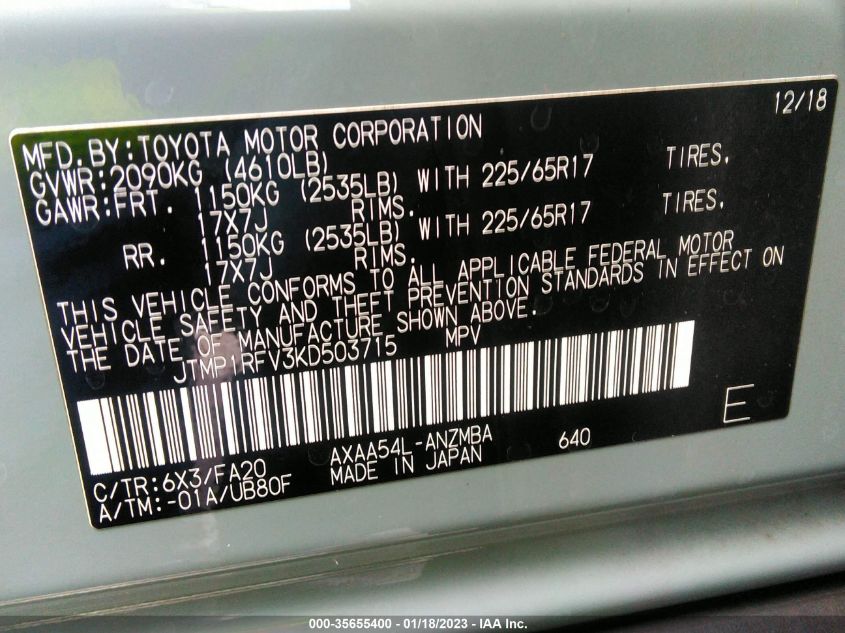 12/18
MFD.BY:TOYOTA MOTOR CORPORATION
GVWR:2090KG (4610LB)
GAWR:FRT. 1150KG (2535LB) WITH 225/65R17 TIRES,
17X7J RIMS.
RR. 1150KG (2535LB) WITH 225/65R17 TIRES,
17X7J RIMS.
THIS VEHICLE CONFORMS TO ALL APPLICABLE FEDERAL MOTOR
VEHICLE SAFETY AND THEFT PREVENTION STANDARDS IN EFFECT ON
THE DATE OF MANUFACTURE SHOWN ABOVE.
JTMP1RFV3KD503715 MPV
E
C/TR:6X3/FA20 AXAA54L-ANZMBA 640
A/TM:-01A/UB80F MADE IN JAPAN
000-35655400 - 01/18/2023 - IAA Inc.